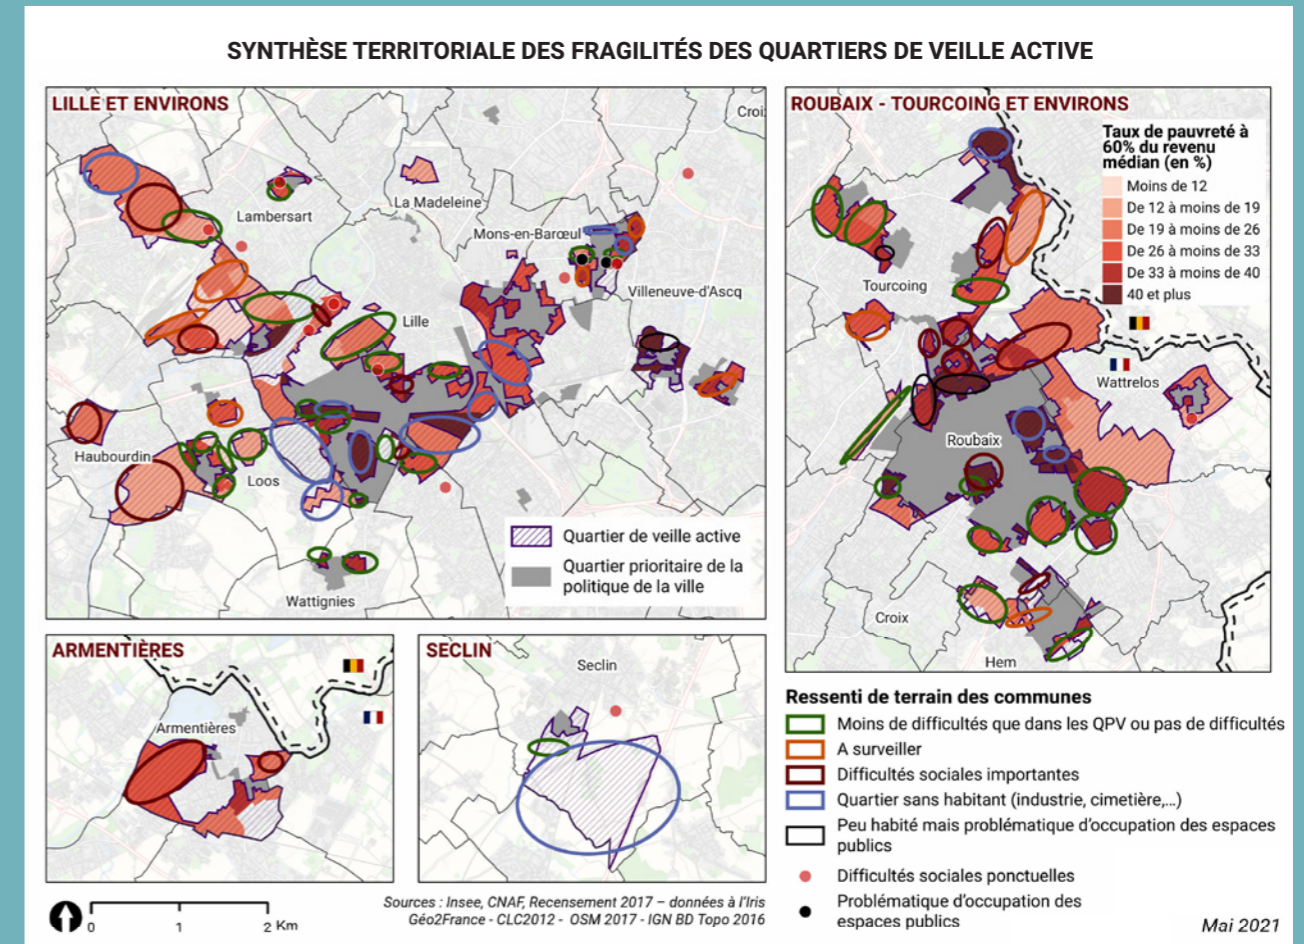 SYNTHÈSE TERRITORIALE DES FRAGILITÉS DES QUARTIERS DE VEILLE ACTIVE
LILLE ET ENVIRONS
Croi
Lambersart
La Madeleine
Mons-en-Barœul
Villeneuve-d'Ascq
Lille
Haubourdin
Loos
Wattignies
Quartier de veille active
Quartier prioritaire de la
politique de la ville
ROUBAIX - TOURCOING ET ENVIRONS
Taux de pauvreté à
60% du revenu
médian (en %)
Moins de 12
De 12 à moins de 19
De 19 à moins de 26
De 26 à moins de 33
De 33 à moins de 40
40 et plus
Tourcoing
Wattrelos
Roubaix
Croix
Hem
ARMENTIÈRES
Armentières
SECLIN
Seclin
Ressenti de terrain des communes
Moins de difficultés que dans les QPV ou pas de difficultés
A surveiller
Difficultés sociales importantes
Quartier sans habitant (industrie, cimetière,...)
Peu habité mais problématique d'occupation des espaces
publics
Difficultés sociales ponctuelles
Problématique d'occupation des
espaces publics
0 1 2 Km
Sources : Insee, CNAF, Recensement 2017 – données à l'Iris
Géo2France - CLC2012 - OSM 2017 - IGN BD Topo 2016
Mai 2021